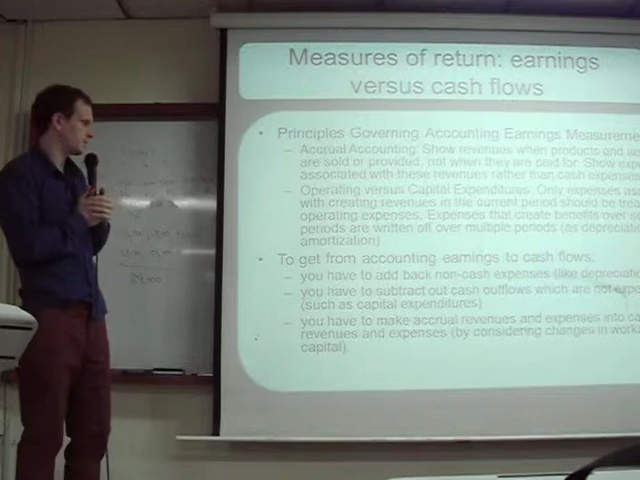 Measures of return: earnings
versus cash flows
• Principles Governing Accounting Earnings Measureme
– Accrual Accounting: Show revenues when products and
are sold or provided, not when they are paid for. Show exp
associated with these revenues rather than cash expense
– Operating versus Capital Expenditures: Only expenses as
with creating revenues in the current period should be trea
operating expenses. Expenses that create benefits over
periods are written off over multiple periods (as depreciatio
amortization)
• To get from accounting earnings to cash flows:
– you have to add back non-cash expenses (like depreciati
– you have to subtract out cash outflows which are not expe
(such as capital expenditures)
– you have to make accrual revenues and expenses into ca
revenues and expenses (by considering changes in work
capital).